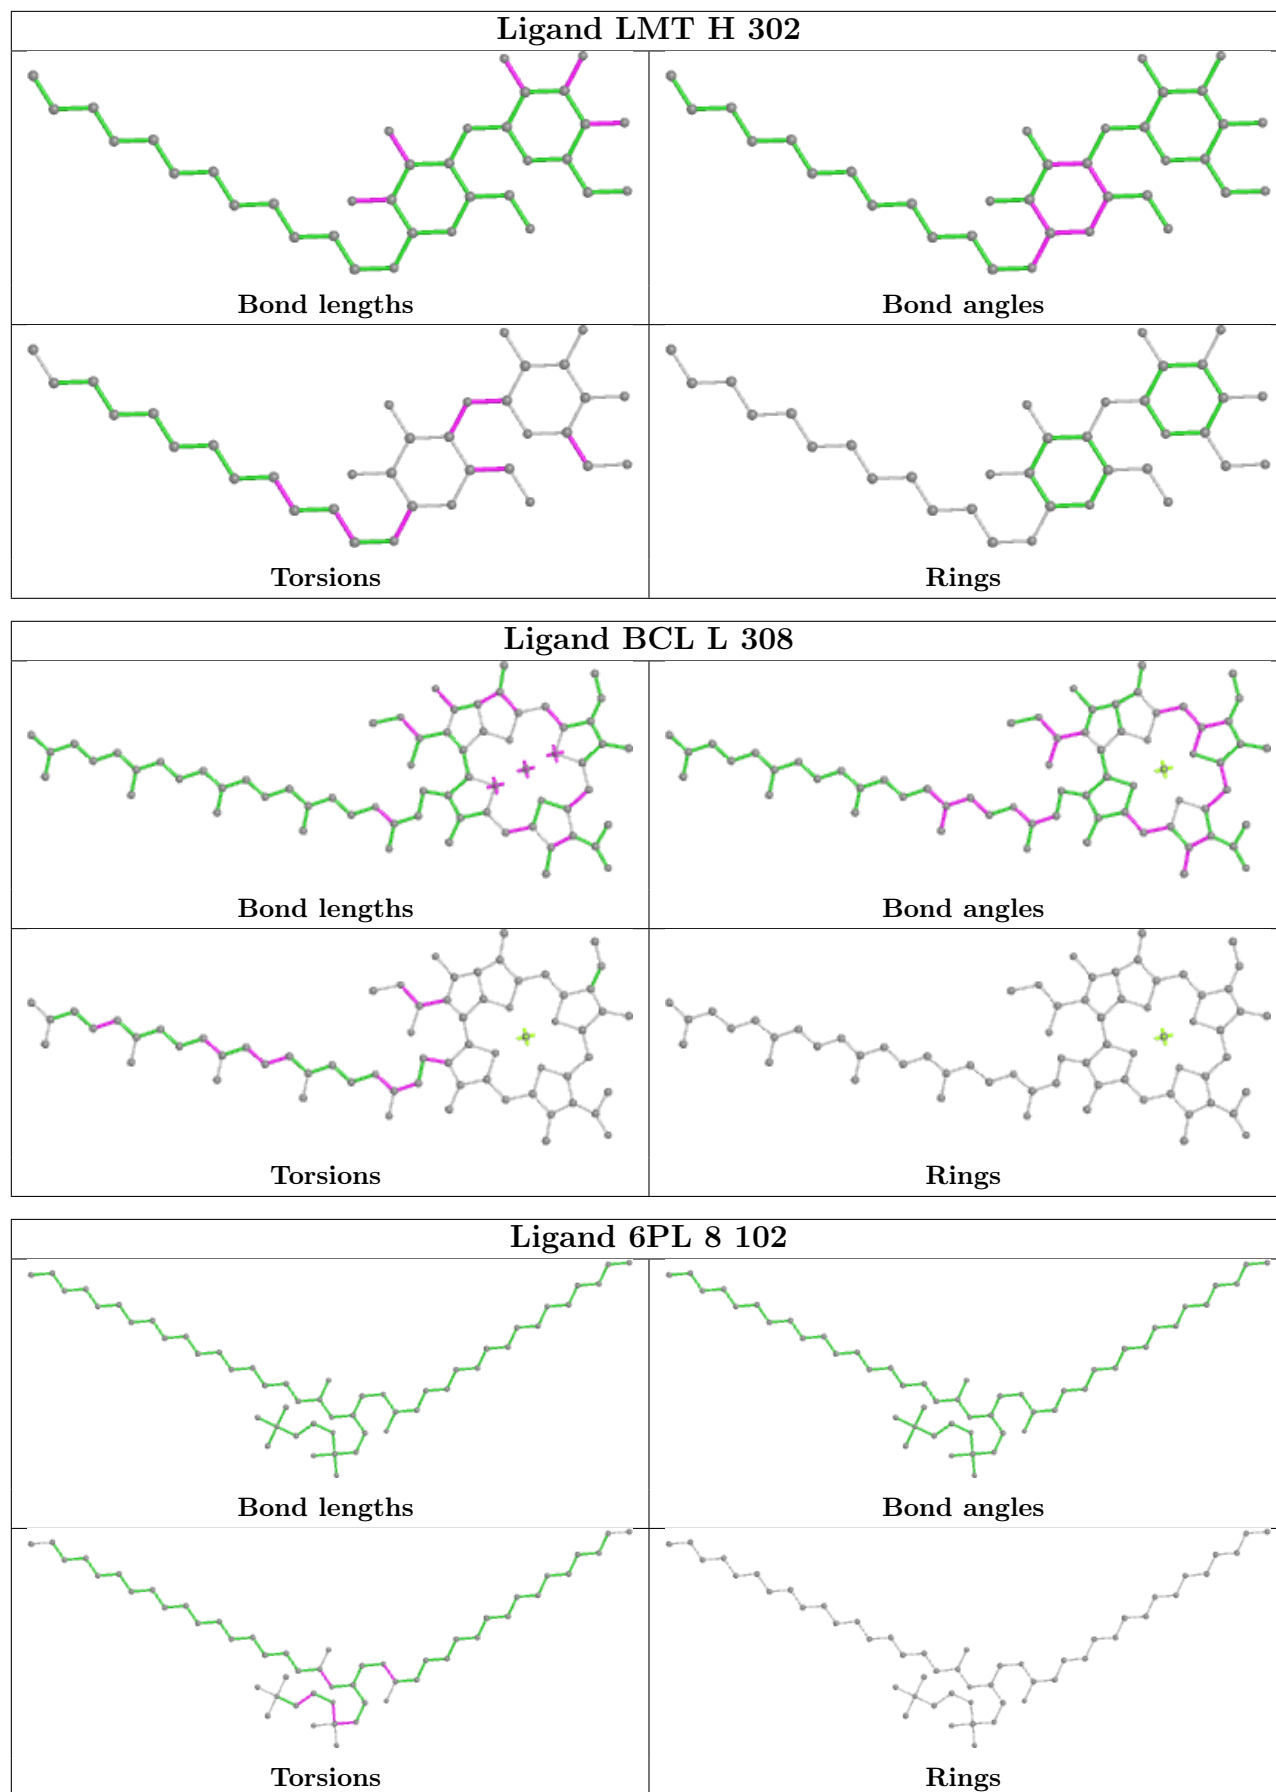 Ligand LMT H 302
Bond lengths
Bond angles
Torsions
Rings
Ligand BCL L 308
Bond lengths
Bond angles
Torsions
Rings
Ligand 6PL 8 102
Bond lengths
Bond angles
Torsions
Rings